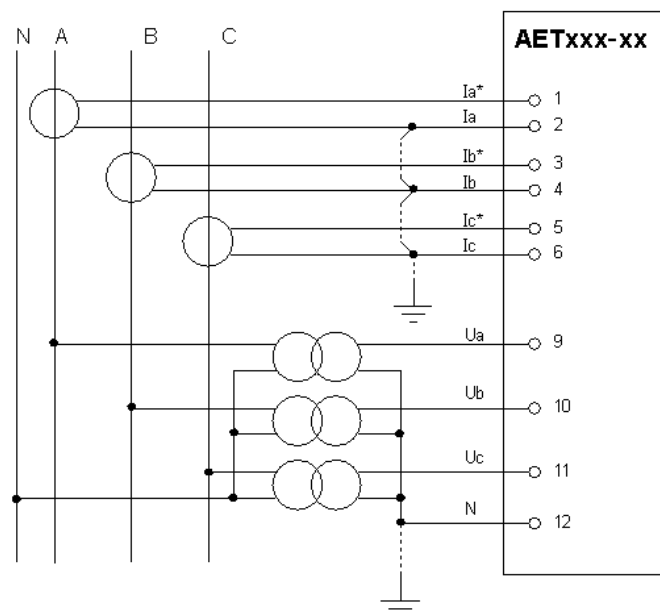 N A B C
AETxxx-xx
Ia* 1
Ia 2
Ib* 3
Ib 4
Ic* 5
Ic 6
Ua 9
Ub 10
Uc 11
N 12